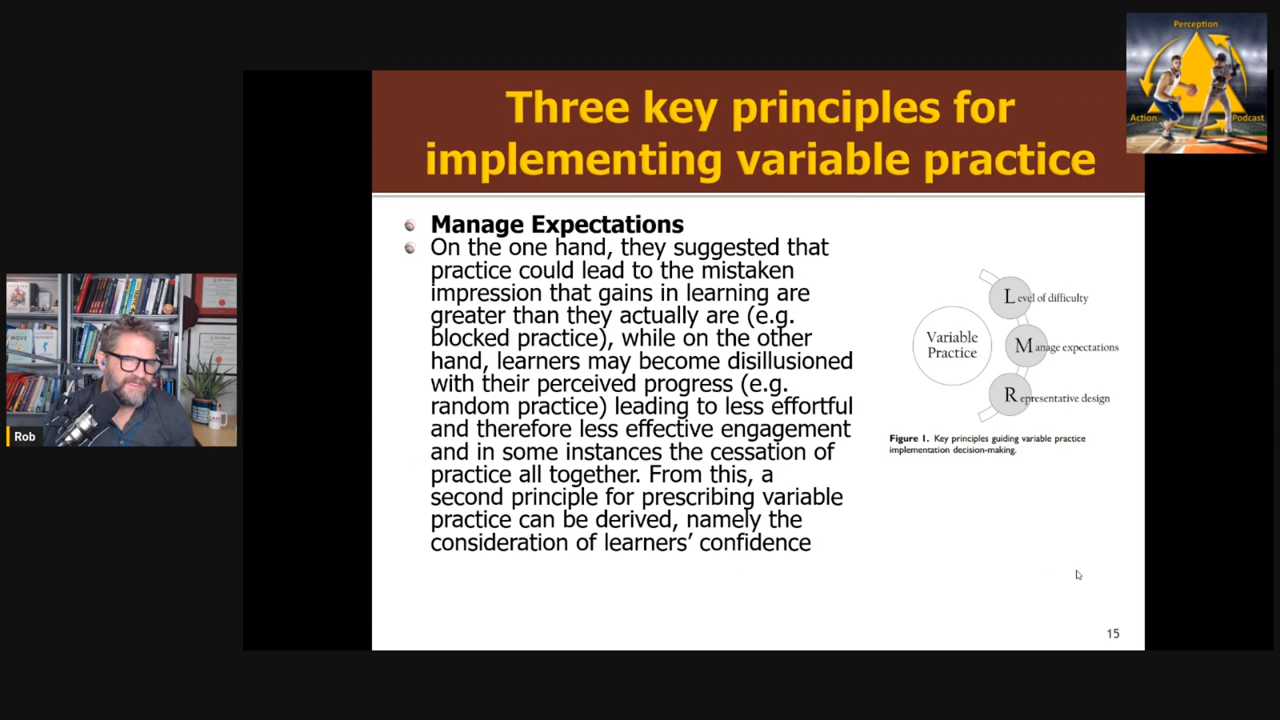 Perception
Action
Podcast
Three key principles for
implementing variable practice
Manage Expectations
On the one hand, they suggested that
practice could lead to the mistaken
impression that gains in learning are
greater than they actually are (e.g.
blocked practice), while on the other
hand, learners may become disillusioned
with their perceived progress (e.g.
random practice) leading to less effortful
and therefore less effective engagement
and in some instances the cessation of
practice all together. From this, a
second principle for prescribing variable
practice can be derived, namely the
consideration of learners’ confidence
Variable
Practice
Level of difficulty
Manage expectations
Representative design
Figure 1. Key principles guiding variable practice
implementation decision-making.
MOVE
Rob
15